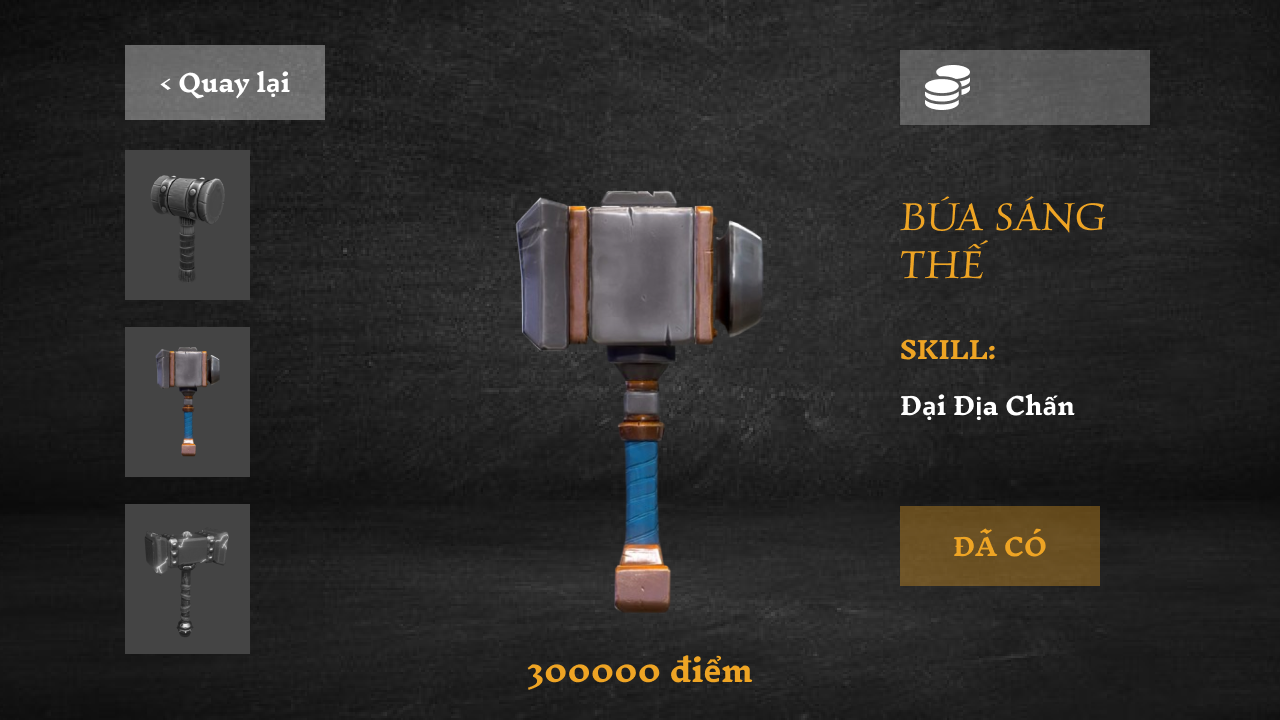 < Quay lại
BÚA SÁNG
THẾ
SKILL:
Đại Địa Chấn
ĐÃ CÓ
300000 điểm